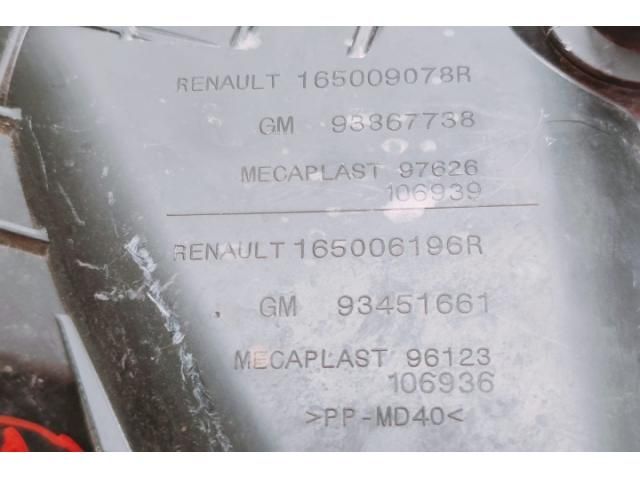 RENAULT 165009078R
GM 93867738
MECAPLAST 97626
106939
RENAULT 165006196R
GM 93451661
MECAPLAST 96123
106936
>PP-MD40<